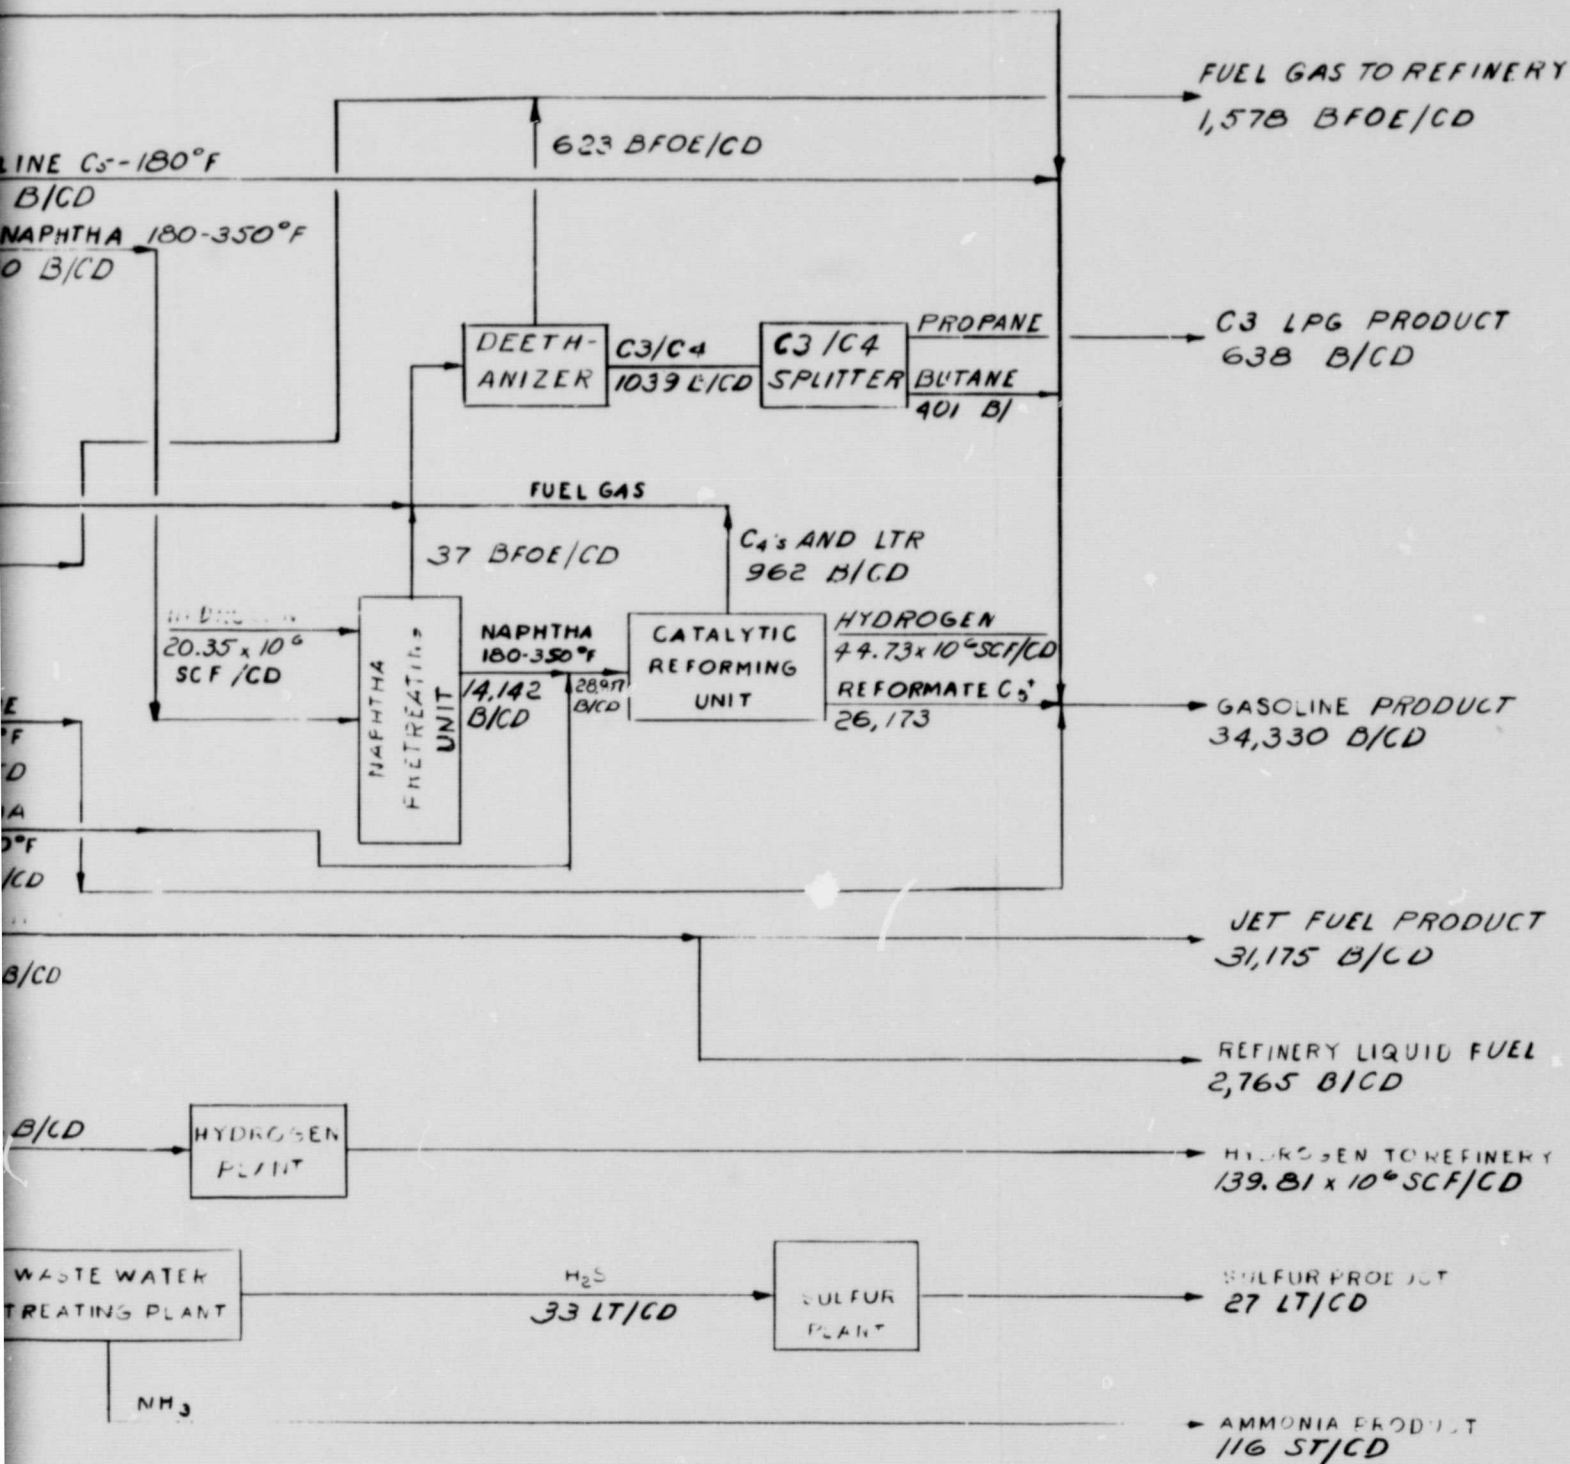 FUEL GAS TO REFINERY
1,578 BFOE/CD
623 BFOE/CD
LINE C5-180°F
B/CD
NAPHTHA 180-350°F
0 B/CD
DEETH-
ANIZER
C3/C4
1039 B/CD
C3/C4
SPLITTER
PROPANE
BUTANE
401 B/
C3 LPG PRODUCT
638 B/CD
FUEL GAS
37 BFOE/CD
C4's AND LTR
962 B/CD
HYDROGEN
20.35 x 10⁶
SCF/CD
NAPHTHA
PRETREATING
UNIT
NAPHTHA
180-350°F
14,142
B/CD
B/CD
CATALYTIC
REFORMING
UNIT
HYDROGEN
44.73x10⁶SCF/CD
REFORMATE C5+
26,173
GASOLINE PRODUCT
34,330 B/CD
E
°F
D
A
0°F
/CD
JET FUEL PRODUCT
31,175 B/CD
B/CD
REFINERY LIQUID FUEL
2,765 B/CD
B/CD
HYDROGEN
PLANT
HYDROGEN TO REFINERY
139.81 x 10⁶ SCF/CD
WASTE WATER
TREATING PLANT
H2S
33 LT/CD
SULFUR
PLANT
SULFUR PRODUCT
27 LT/CD
NH3
AMMONIA PRODUCT
116 ST/CD